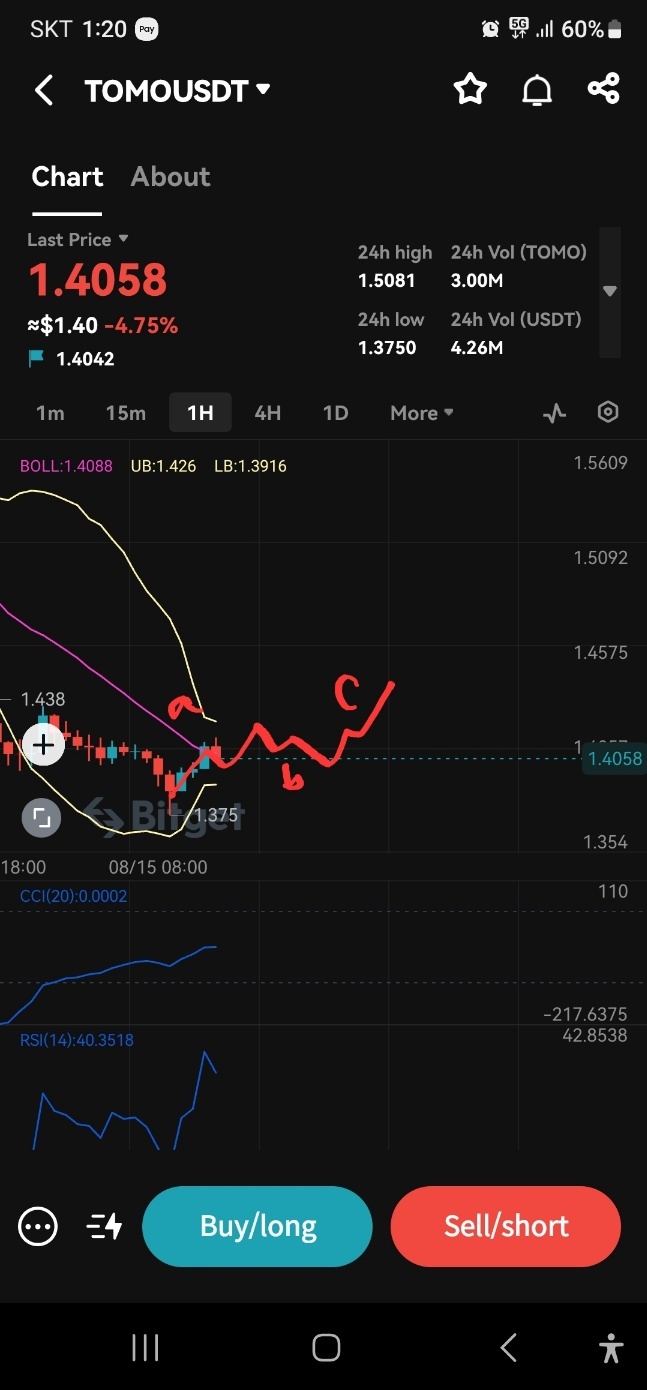 SKT 1:20 Pay 5G 60%
TOMOUSDT
Chart About
Last Price
1.4058
≈$1.40 -4.75%
1.4042
24h high 24h Vol (TOMO)
1.5081 3.00M
24h low 24h Vol (USDT)
1.3750 4.26M
1m 15m 1H 4H 1D More
BOLL:1.4088 UB:1.426 LB:1.3916
1.5609
1.5092
1.4575
1.438
a
C
1.4058
b
Bitget
1.375
1.354
18:00 08/15 08:00
CCI(20):0.0002
110
-217.6375
RSI(14):40.3518
42.8538
Buy/long Sell/short